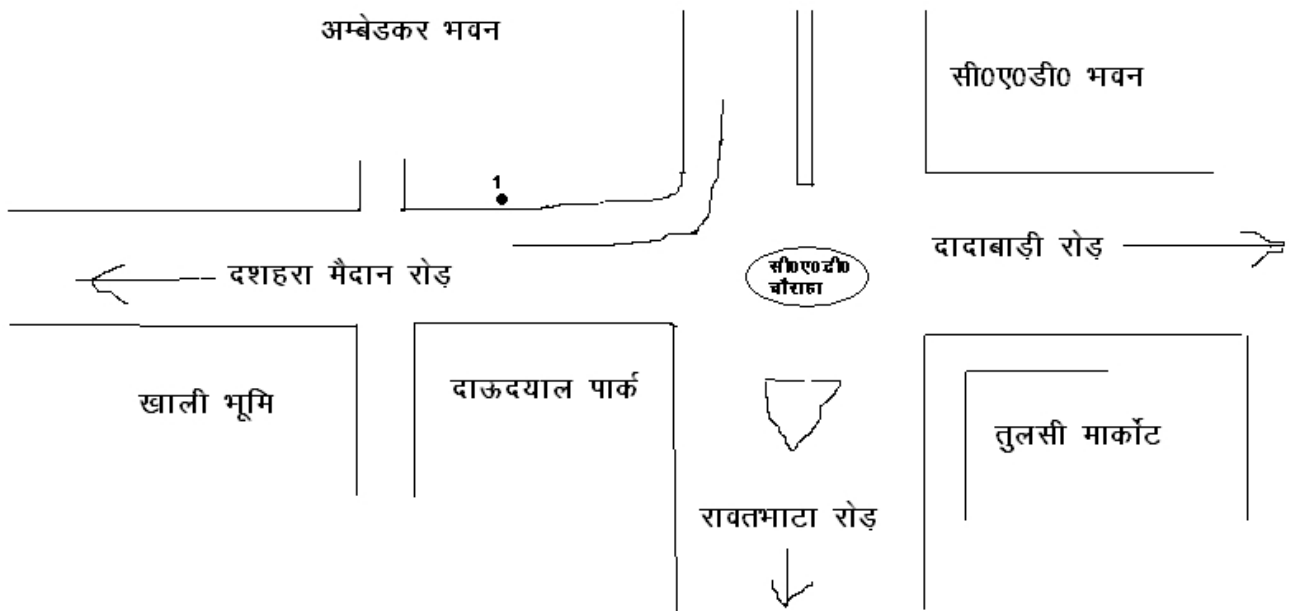 अम्बेडकर भवन
सी0ए0डी0 भवन
1
दादाबाड़ी रोड़
दशहरा मैदान रोड़
सी0ए0डी0
चौराहा
खाली भूमि
दाऊदयाल पार्क
तुलसी मार्कोट
रावतभाटा रोड़